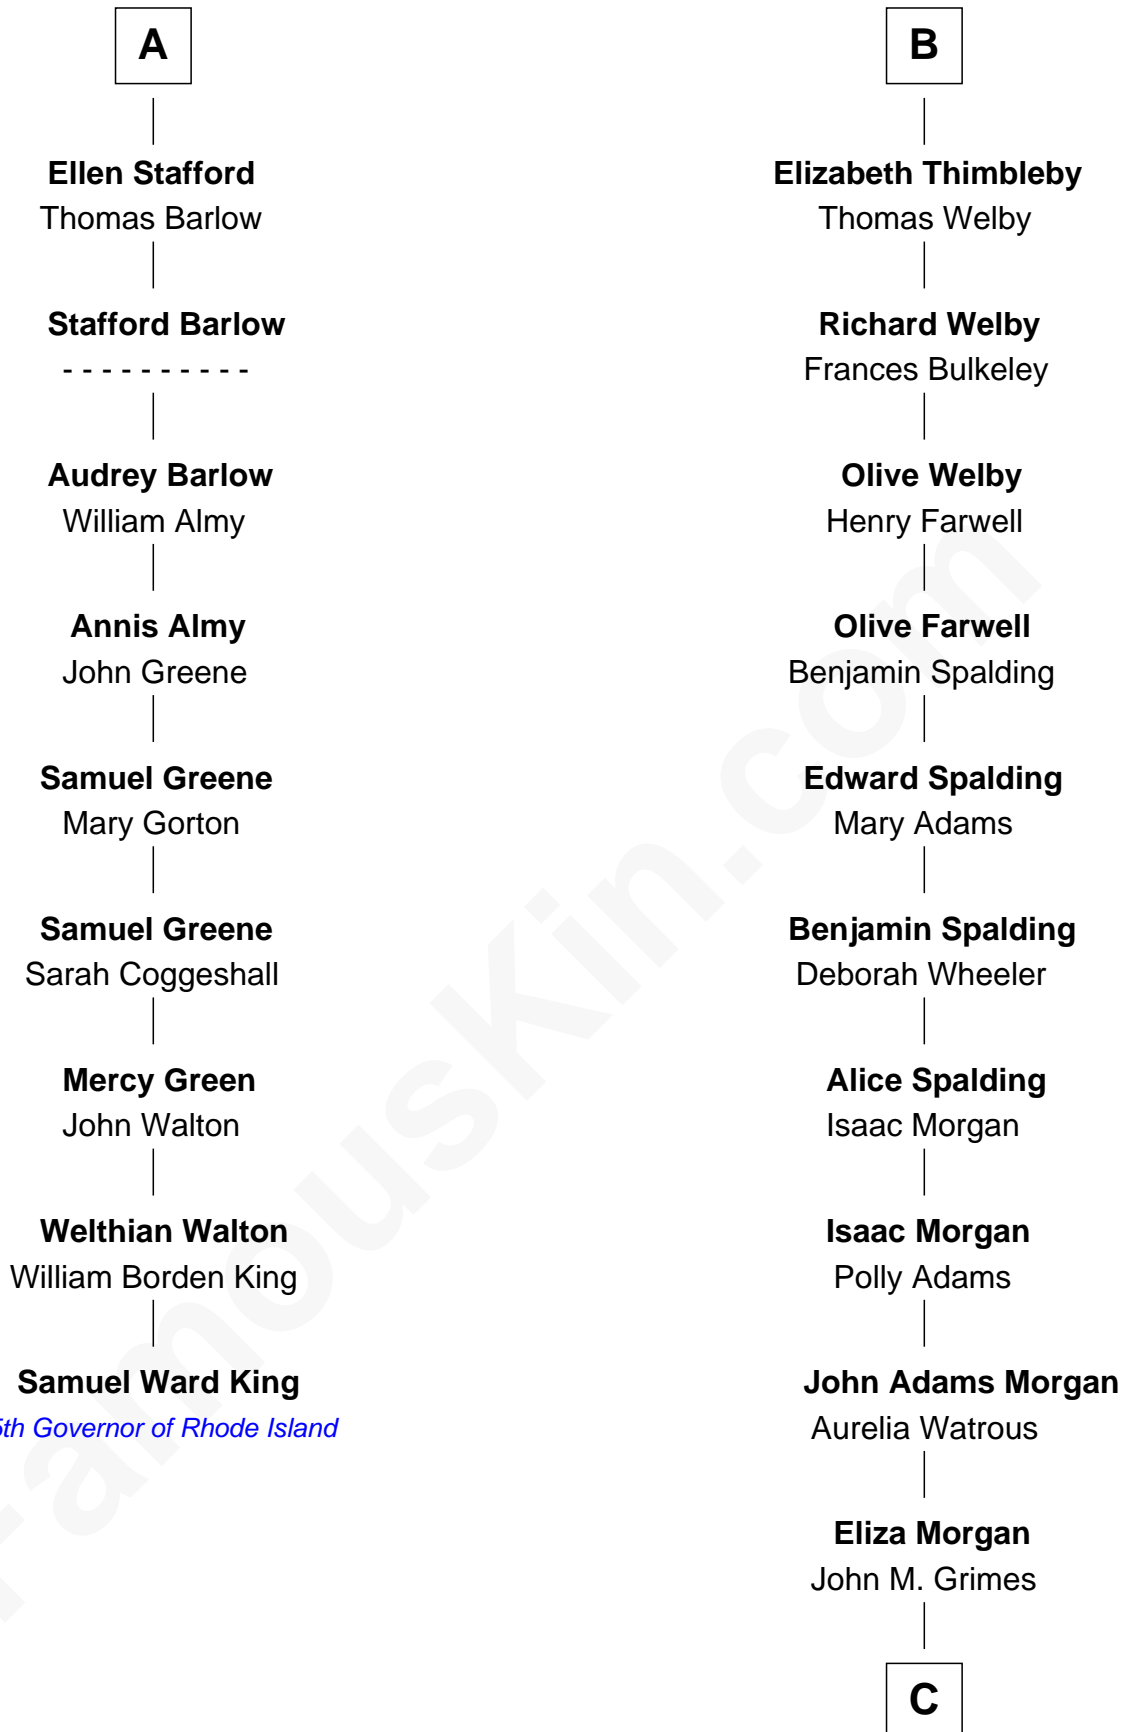 A
Ellen Stafford
Thomas Barlow
Stafford Barlow
- - - - - - - - - -
Audrey Barlow
William Almy
Annis Almy
John Greene
Samuel Greene
Mary Gorton
Samuel Greene
Sarah Coggeshall
Mercy Green
John Walton
Welthian Walton
William Borden King
Samuel Ward King
5th Governor of Rhode Island
B
Elizabeth Thimbleby
Thomas Welby
Richard Welby
Frances Bulkeley
Olive Welby
Henry Farwell
Olive Farwell
Benjamin Spalding
Edward Spalding
Mary Adams
Benjamin Spalding
Deborah Wheeler
Alice Spalding
Isaac Morgan
Isaac Morgan
Polly Adams
John Adams Morgan
Aurelia Watrous
Eliza Morgan
John M. Grimes
C
FamousKin.com